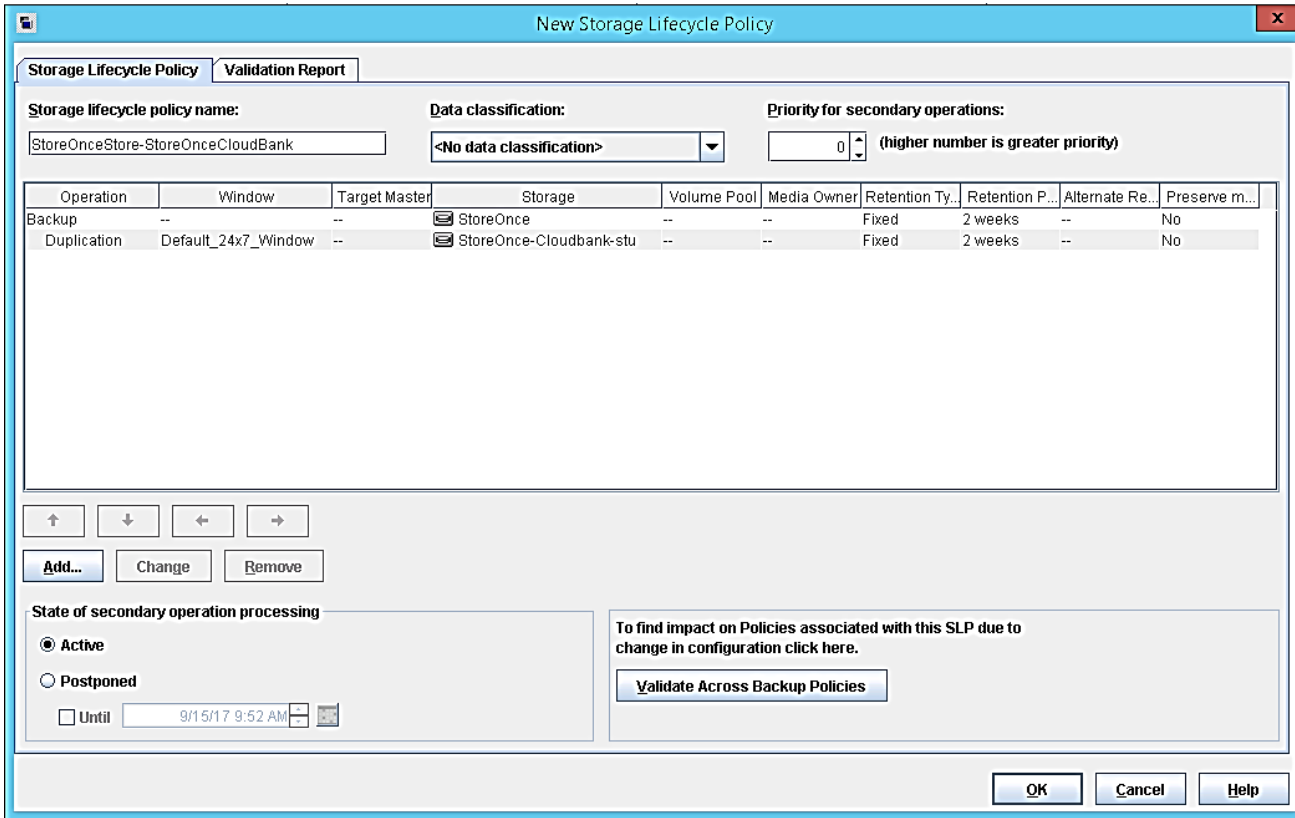 New Storage Lifecycle Policy
x
Storage Lifecycle Policy
Validation Report
Storage lifecycle policy name:
Data classification:
Priority for secondary operations:
StoreOnceStore-StoreOnceCloudBank
<No data classification>
0
(higher number is greater priority)
Operation Window Target Master Storage Volume Pool Media Owner Retention Ty... Retention P... Alternate Re... Preserve m...
Backup -- -- StoreOnce -- -- Fixed 2 weeks -- No
Duplication Default_24x7_Window -- StoreOnce-Cloudbank-stu -- -- Fixed 2 weeks -- No
Add... Change Remove
State of secondary operation processing
Active
Postponed
Until 9/15/17 9:52 AM
To find impact on Policies associated with this SLP due to
change in configuration click here.
Validate Across Backup Policies
OK Cancel Help